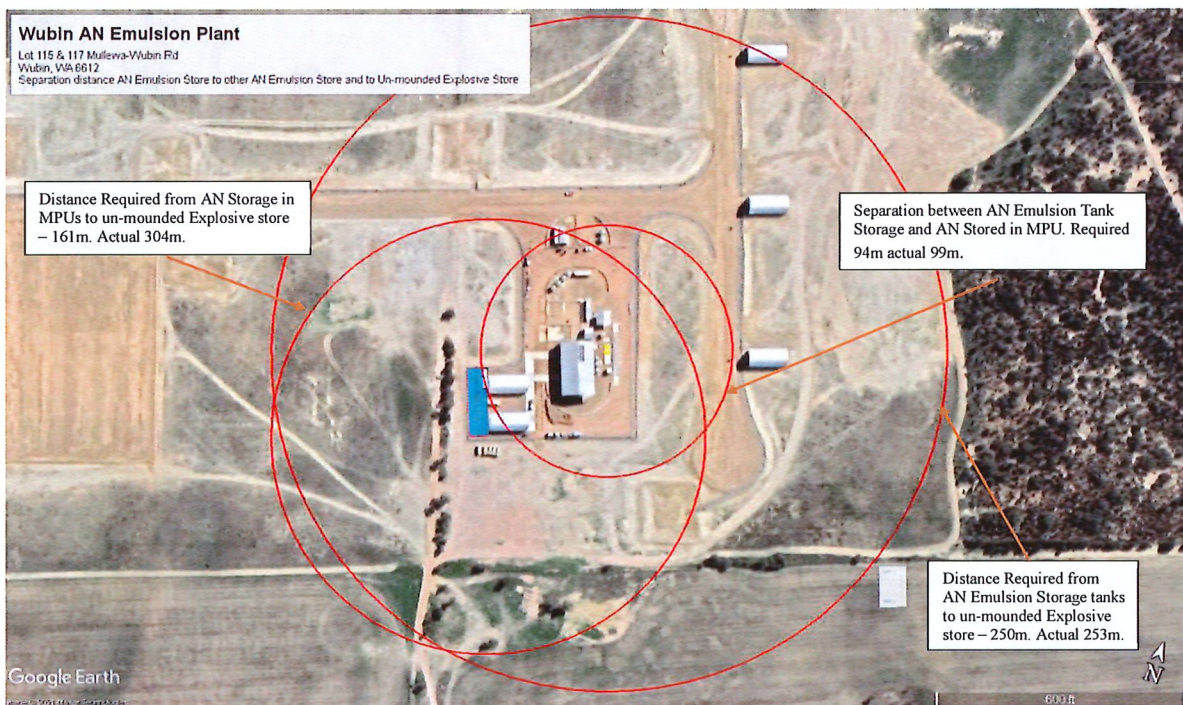 Wubin AN Emulsion Plant
Lot 115 & 117 Mullewa-Wubin Rd
Wubin, WA 6612
Separation distance AN Emulsion Store to other AN Emulsion Store and to Un-mounded Explosive Store
Distance Required from AN Storage in
MPUs to un-mounded Explosive store
– 161m. Actual 304m.
Separation between AN Emulsion Tank
Storage and AN Stored in MPU. Required
94m actual 99m.
Distance Required from
AN Emulsion Storage tanks
to un-mounded Explosive
store – 250m. Actual 253m.
Google Earth
N
600 ft